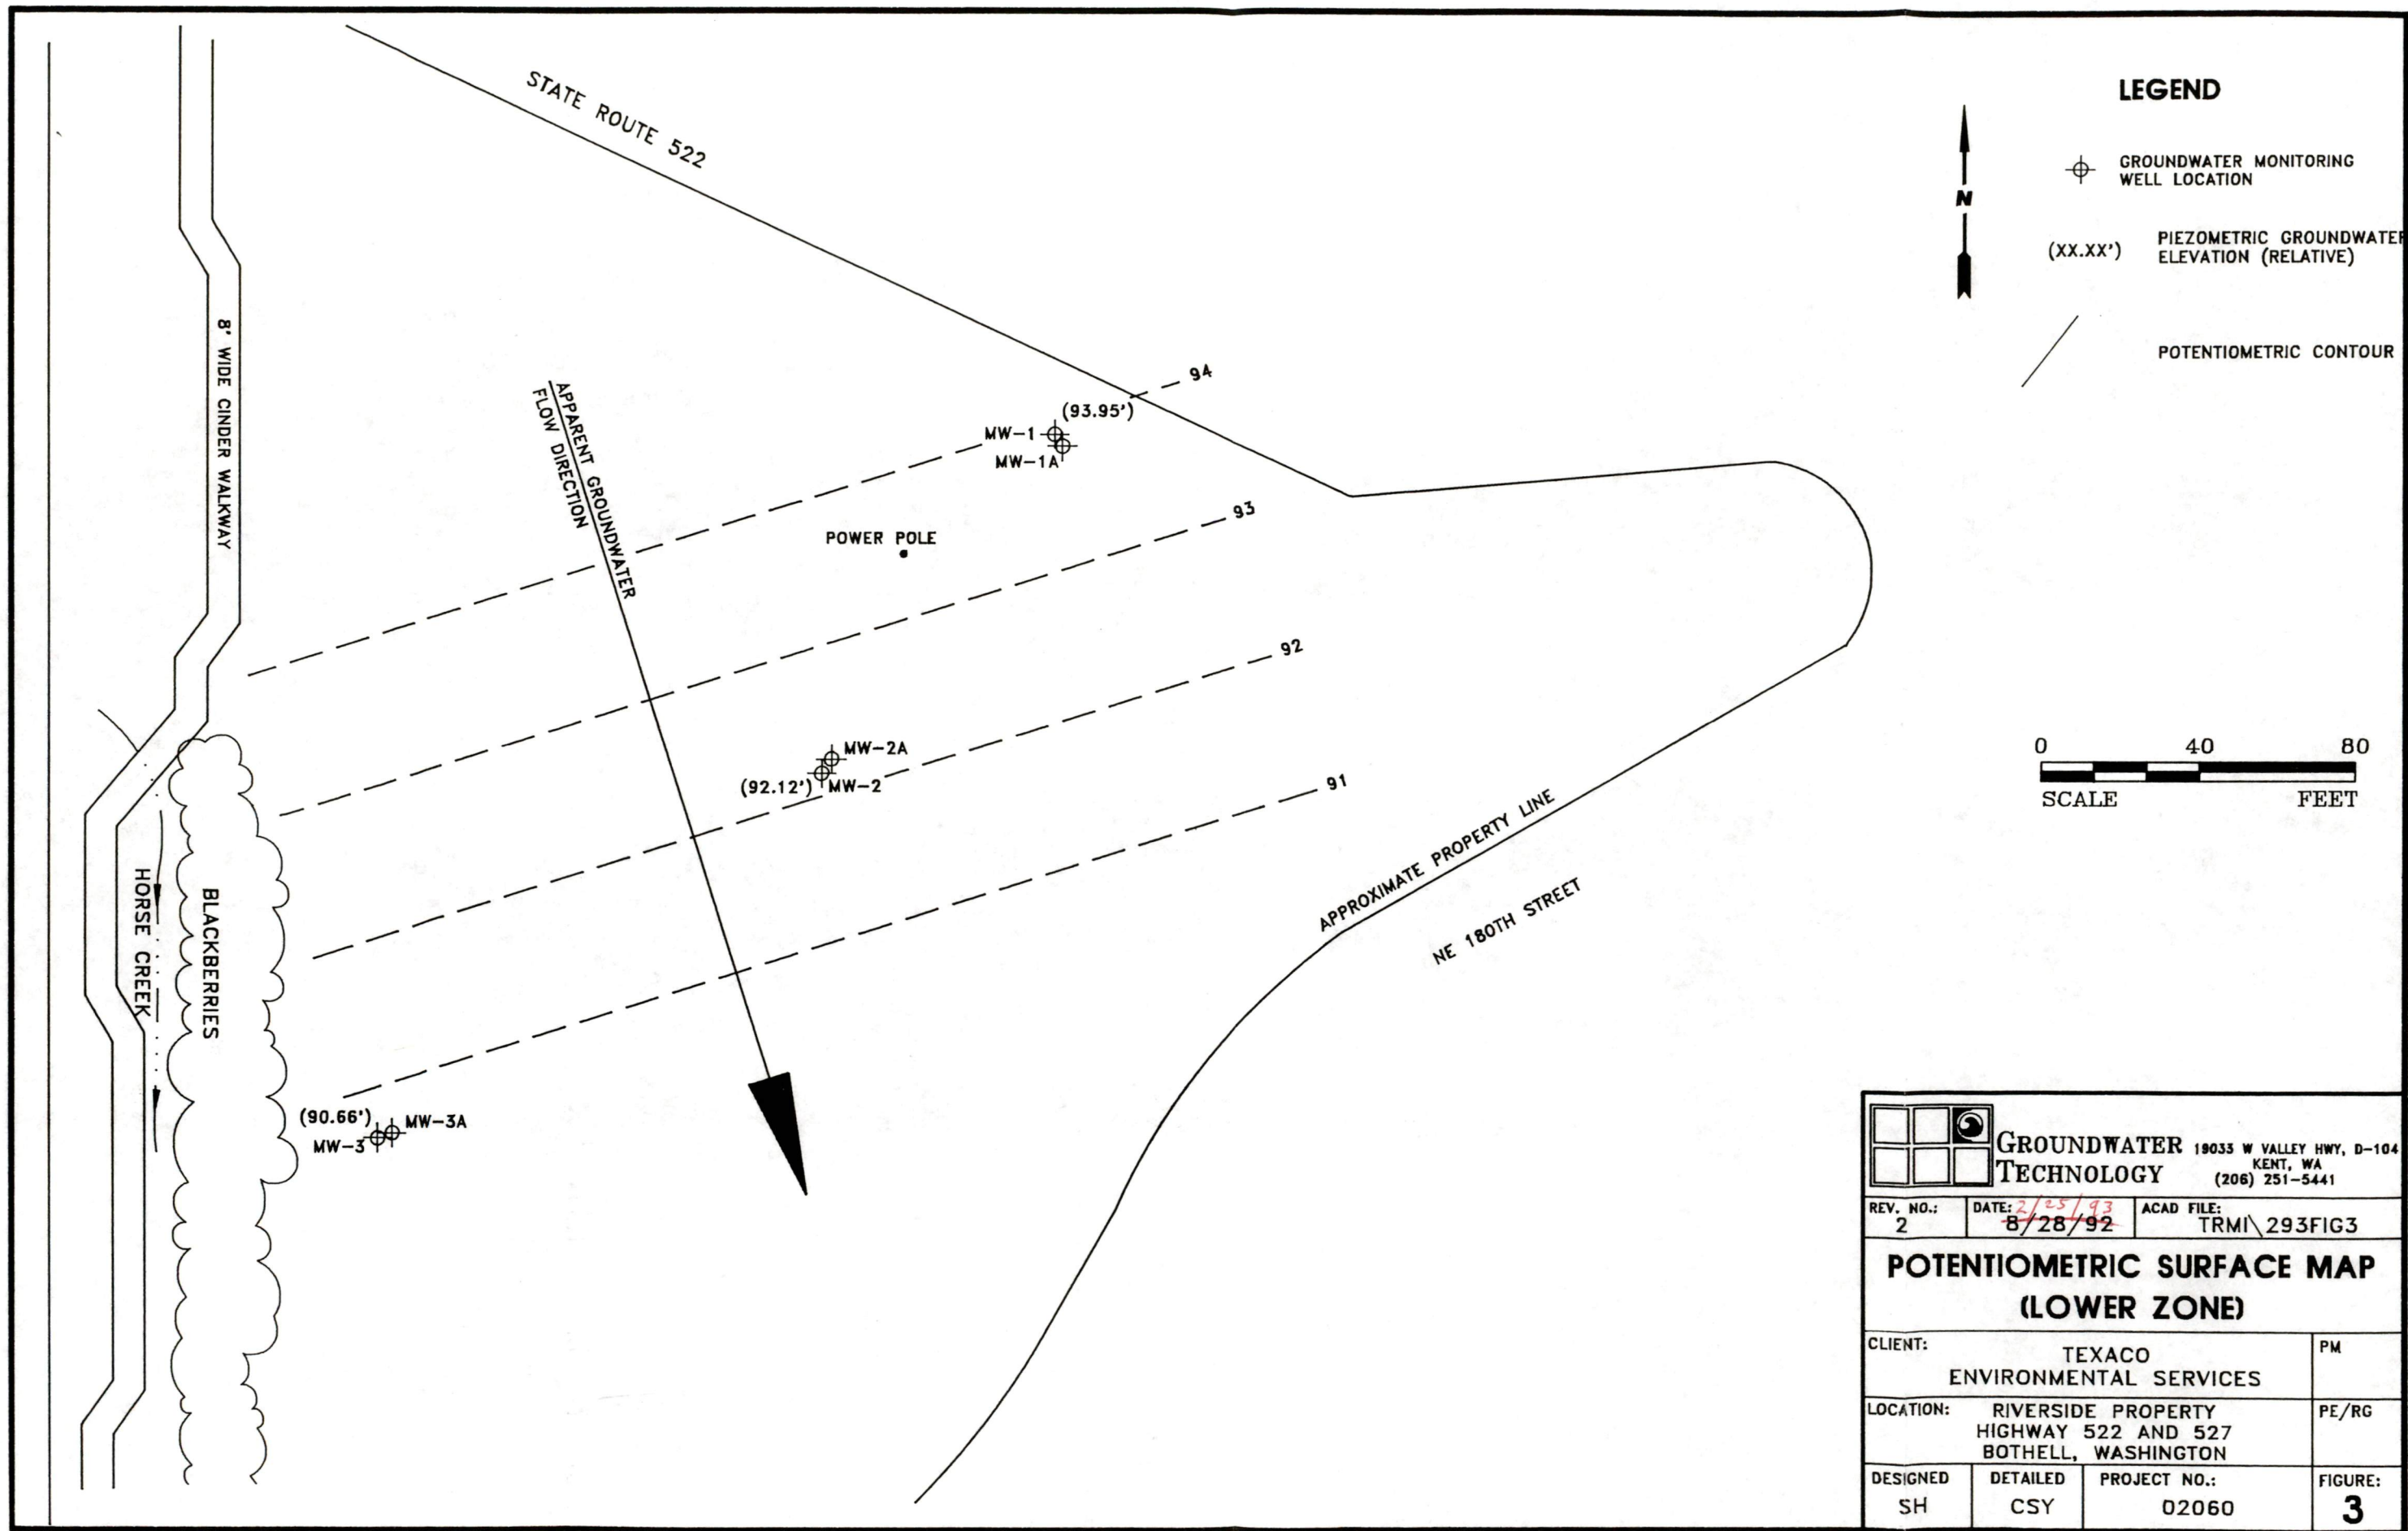 STATE ROUTE 522
8' WIDE CINDER WALKWAY
APPARENT GROUNDWATER
FLOW DIRECTION
94
(93.95')
MW-1
MW-1A
93
POWER POLE
92
MW-2A
(92.12')
MW-2
91
HORSE CREEK
BLACKBERRIES
(90.66')
MW-3A
MW-3
APPROXIMATE PROPERTY LINE
NE 180TH STREET
LEGEND
N
GROUNDWATER MONITORING
WELL LOCATION
(XX.XX')
PIEZOMETRIC GROUNDWATER
ELEVATION (RELATIVE)
POTENTIOMETRIC CONTOUR
0 40 80
SCALE FEET
GROUNDWATER
TECHNOLOGY
19033 W VALLEY HWY, D-104
KENT, WA
(206) 251-5441
REV. NO.:
2
DATE: 2/25/93
8/28/92
ACAD FILE:
TRMI\293FIG3
POTENTIOMETRIC SURFACE MAP
(LOWER ZONE)
CLIENT:
TEXACO
ENVIRONMENTAL SERVICES
PM
LOCATION:
RIVERSIDE PROPERTY
HIGHWAY 522 AND 527
BOTHELL, WASHINGTON
PE/RG
DESIGNED
SH
DETAILED
CSY
PROJECT NO.:
02060
FIGURE:
3